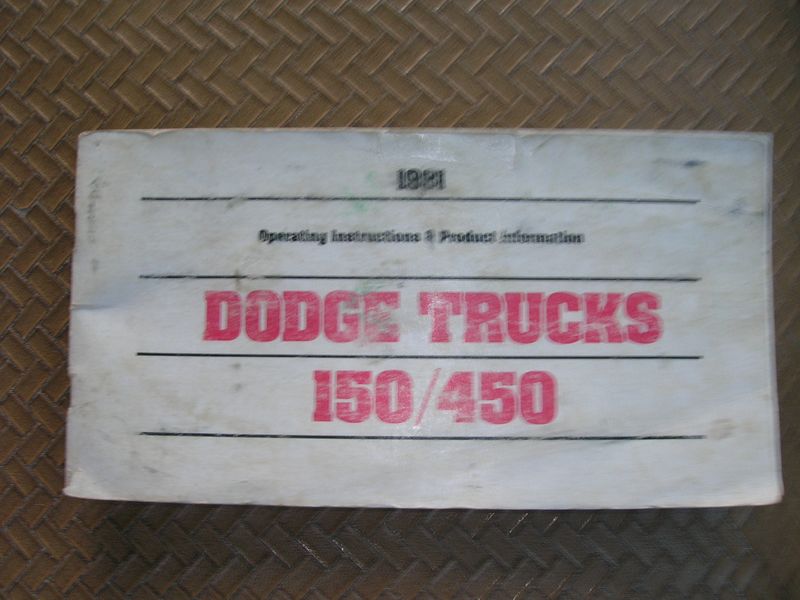 1981
Operating Instructions & Product Information
DODGE TRUCKS
150/450